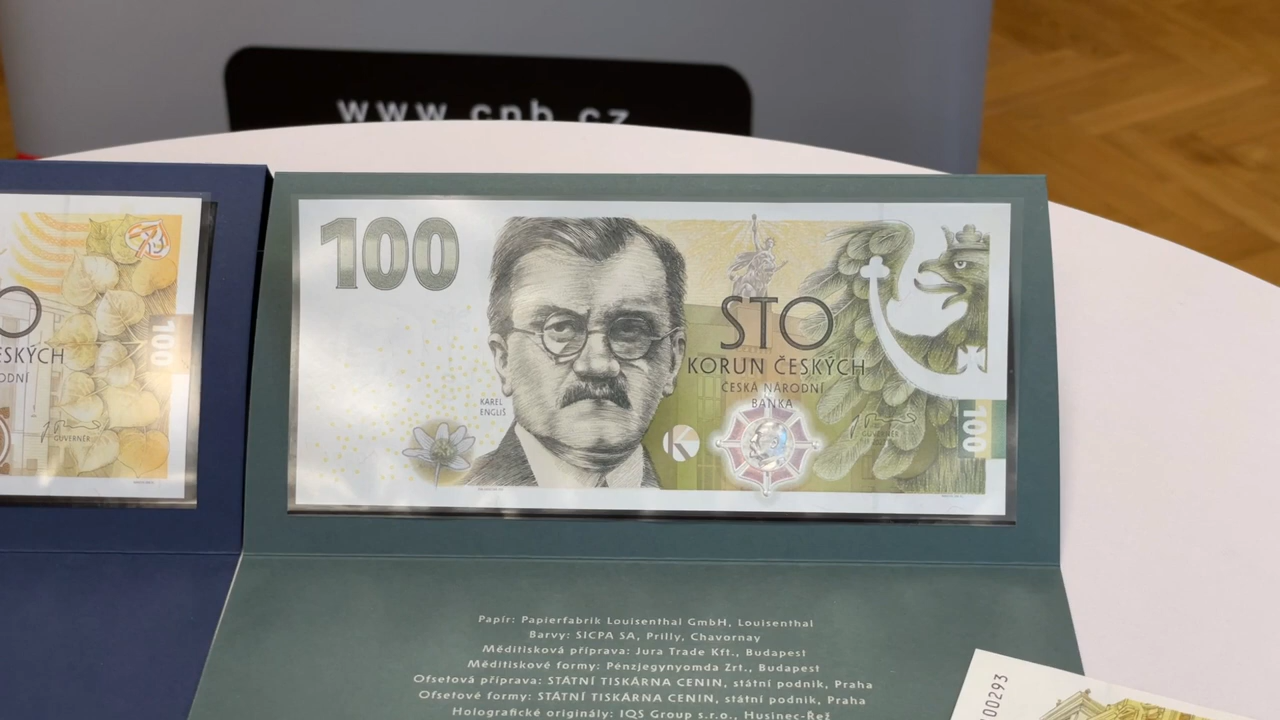 www.cnb.cz
ESKÝCH
ODNÍ
GUVERNÉR
100
100
STO
KORUN ČESKÝCH
ČESKÁ NÁRODNÍ
BANKA
KAREL
ENGLIŠ
100
Papír: Papierfabrik Louisenthal GmbH, Louisenthal
Barvy: SICPA SA, Prilly, Chavornay
Měditisková příprava: Jura Trade Kft., Budapest
Měditiskové formy: Pénzjegynyomda Zrt., Budapest
Ofsetová příprava: STÁTNÍ TISKÁRNA CENIN, státní podnik, Praha
Ofsetové formy: STÁTNÍ TISKÁRNA CENIN, státní podnik, Praha
Holografické originály: IQS Group s.r.o., Husinec-Řež
00293